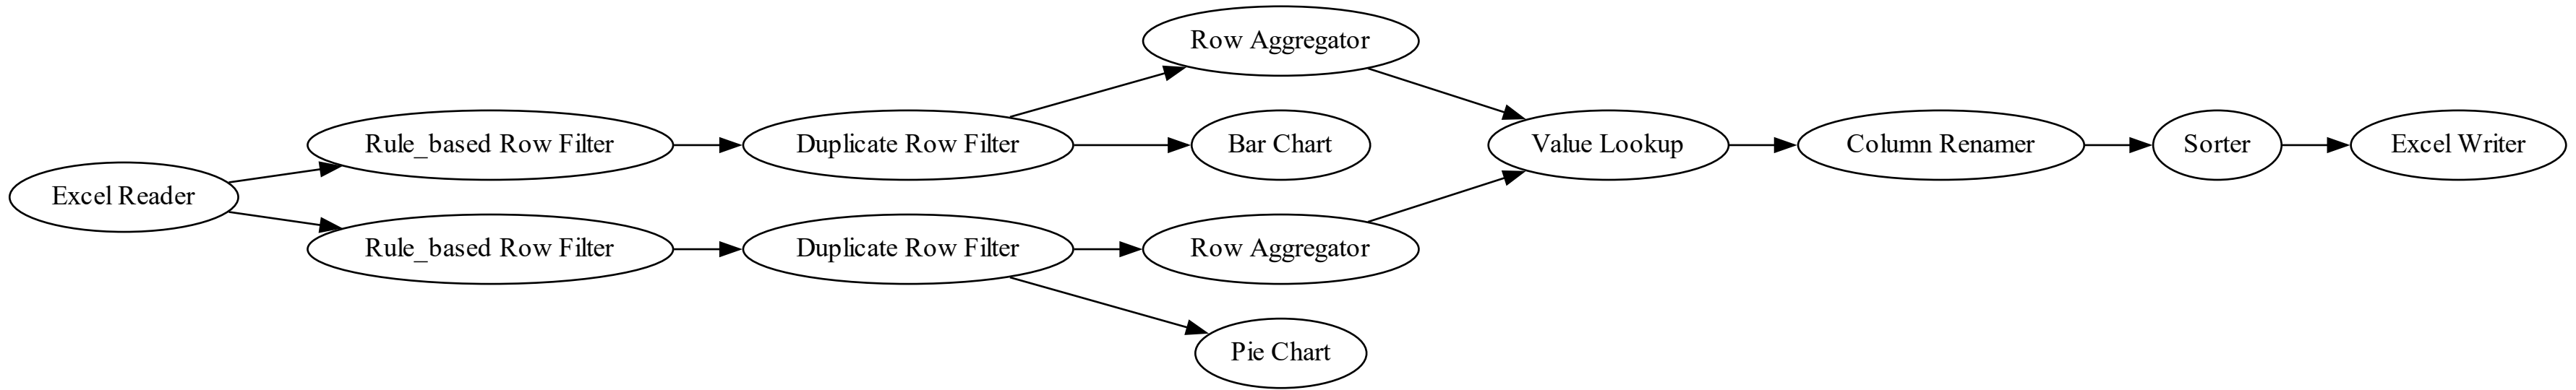 Row Aggregator
Rule_based Row Filter
Duplicate Row Filter
Bar Chart
Value Lookup
Column Renamer
Sorter
Excel Writer
Excel Reader
Rule_based Row Filter
Duplicate Row Filter
Row Aggregator
Pie Chart